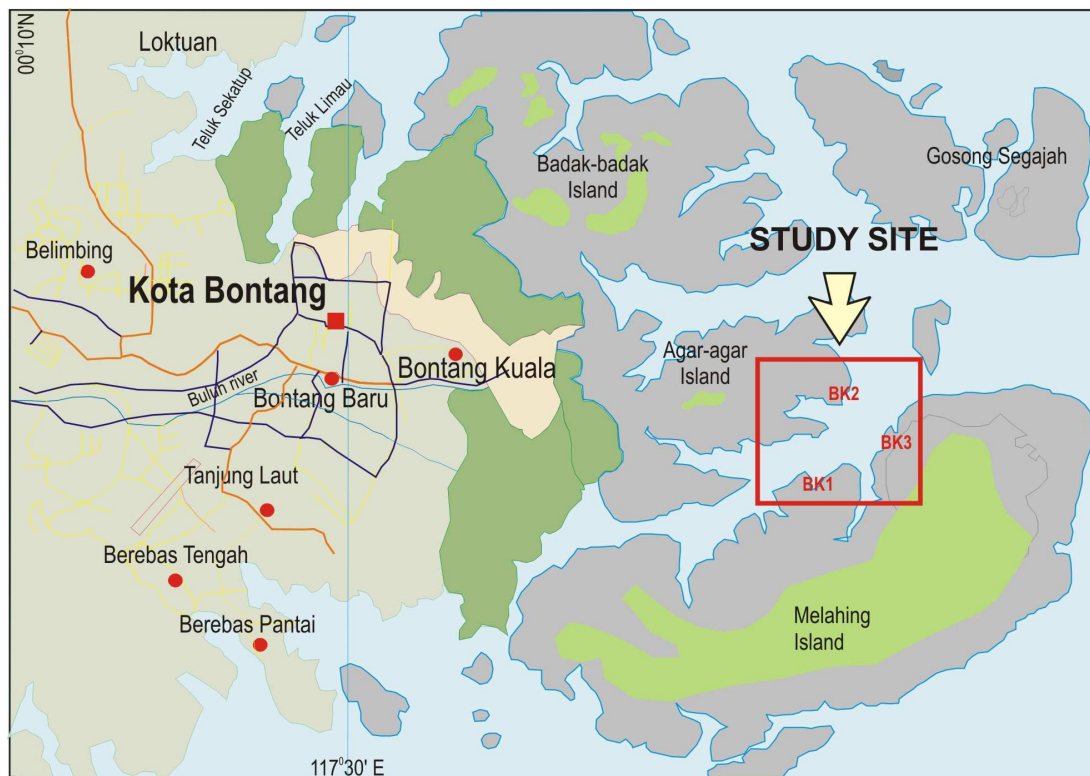 00°10'N
Loktuan
Teluk Sekatup
Teluk Limau
Badak-badak
Island
Gosong Segajah
STUDY SITE
Belimbing
Kota Bontang
Agar-agar
Island
Bontang Kuala
Buluh river
Bontang Baru
BK2
BK3
BK1
Tanjung Laut
Berebas Tengah
Berebas Pantai
Melahing
Island
117°30' E